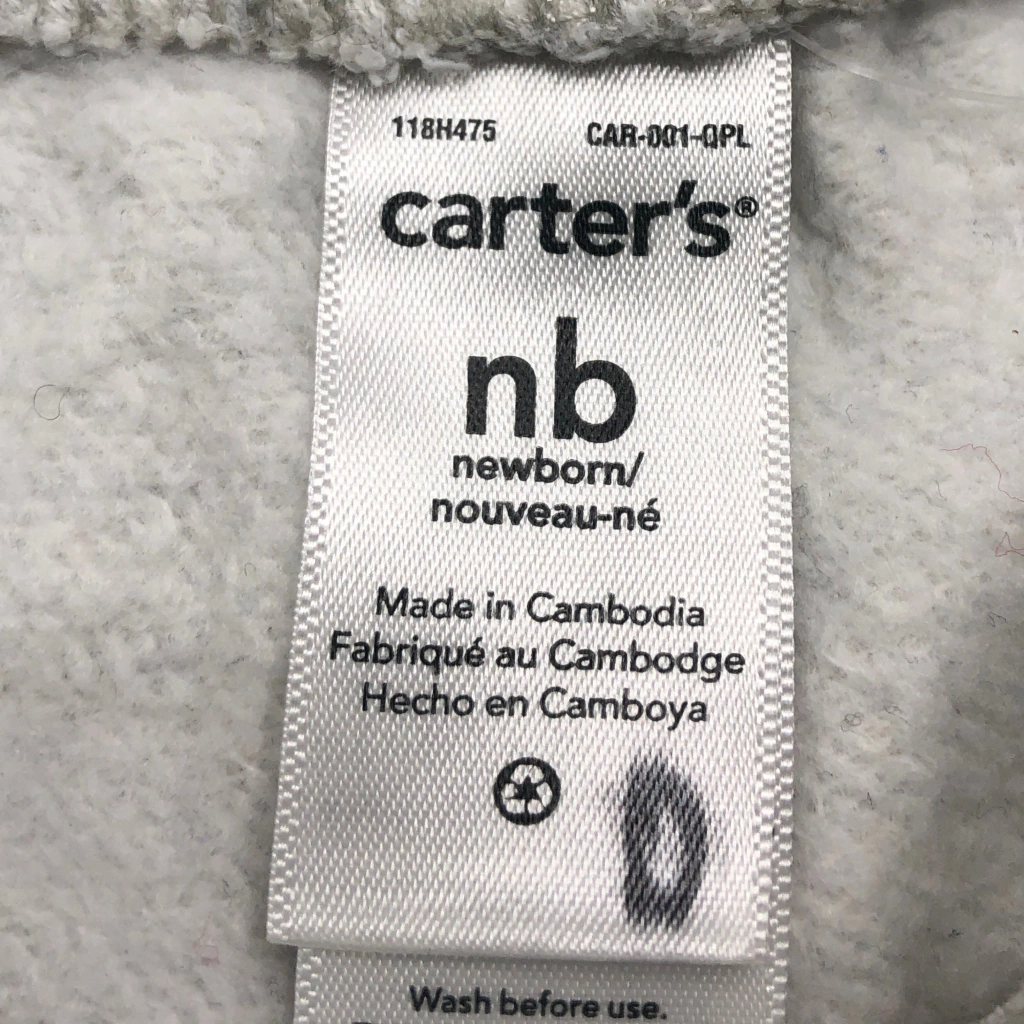 118H475 CAR-001-QPL
carter's®
nb
newborn/
nouveau-né
Made in Cambodia
Fabriqué au Cambodge
Hecho en Camboya
0
Wash before use.